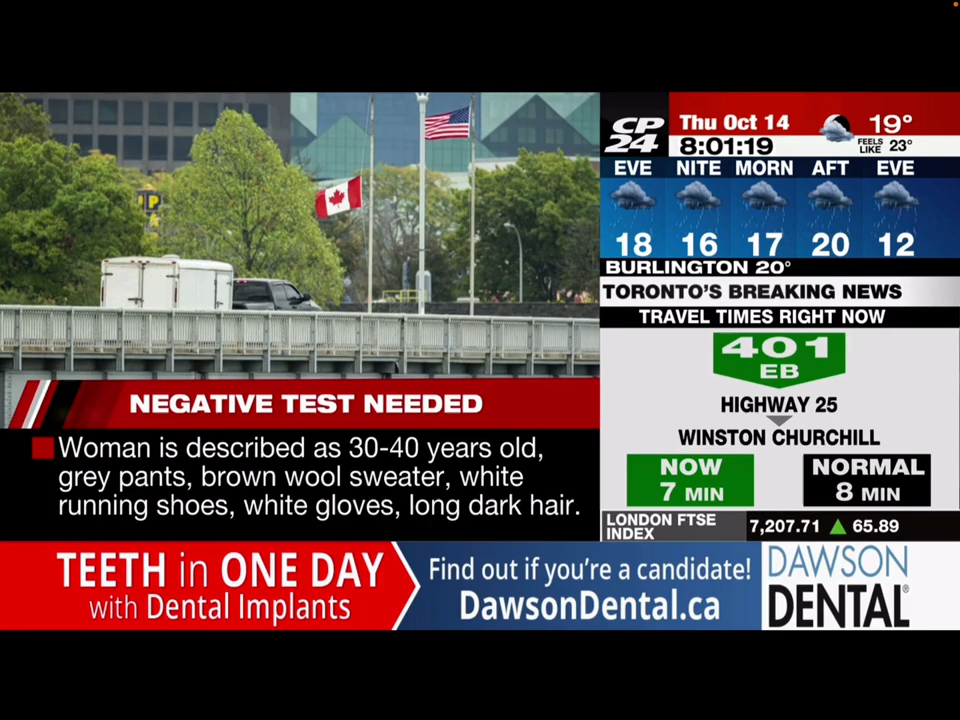 CP
24
Thu Oct 14
8:01:19
19°
FEELS
LIKE 23°
EVE NITE MORN AFT EVE
18 16 17 20 12
BURLINGTON 20°
TORONTO'S BREAKING NEWS
TRAVEL TIMES RIGHT NOW
401
EB
HIGHWAY 25
WINSTON CHURCHILL
NOW
7 MIN
NORMAL
8 MIN
LONDON FTSE
INDEX
7,207.71 ▲ 65.89
NEGATIVE TEST NEEDED
Woman is described as 30-40 years old,
grey pants, brown wool sweater, white
running shoes, white gloves, long dark hair.
TEETH in ONE DAY
with Dental Implants
Find out if you're a candidate!
DawsonDental.ca
DAWSON
DENTAL®